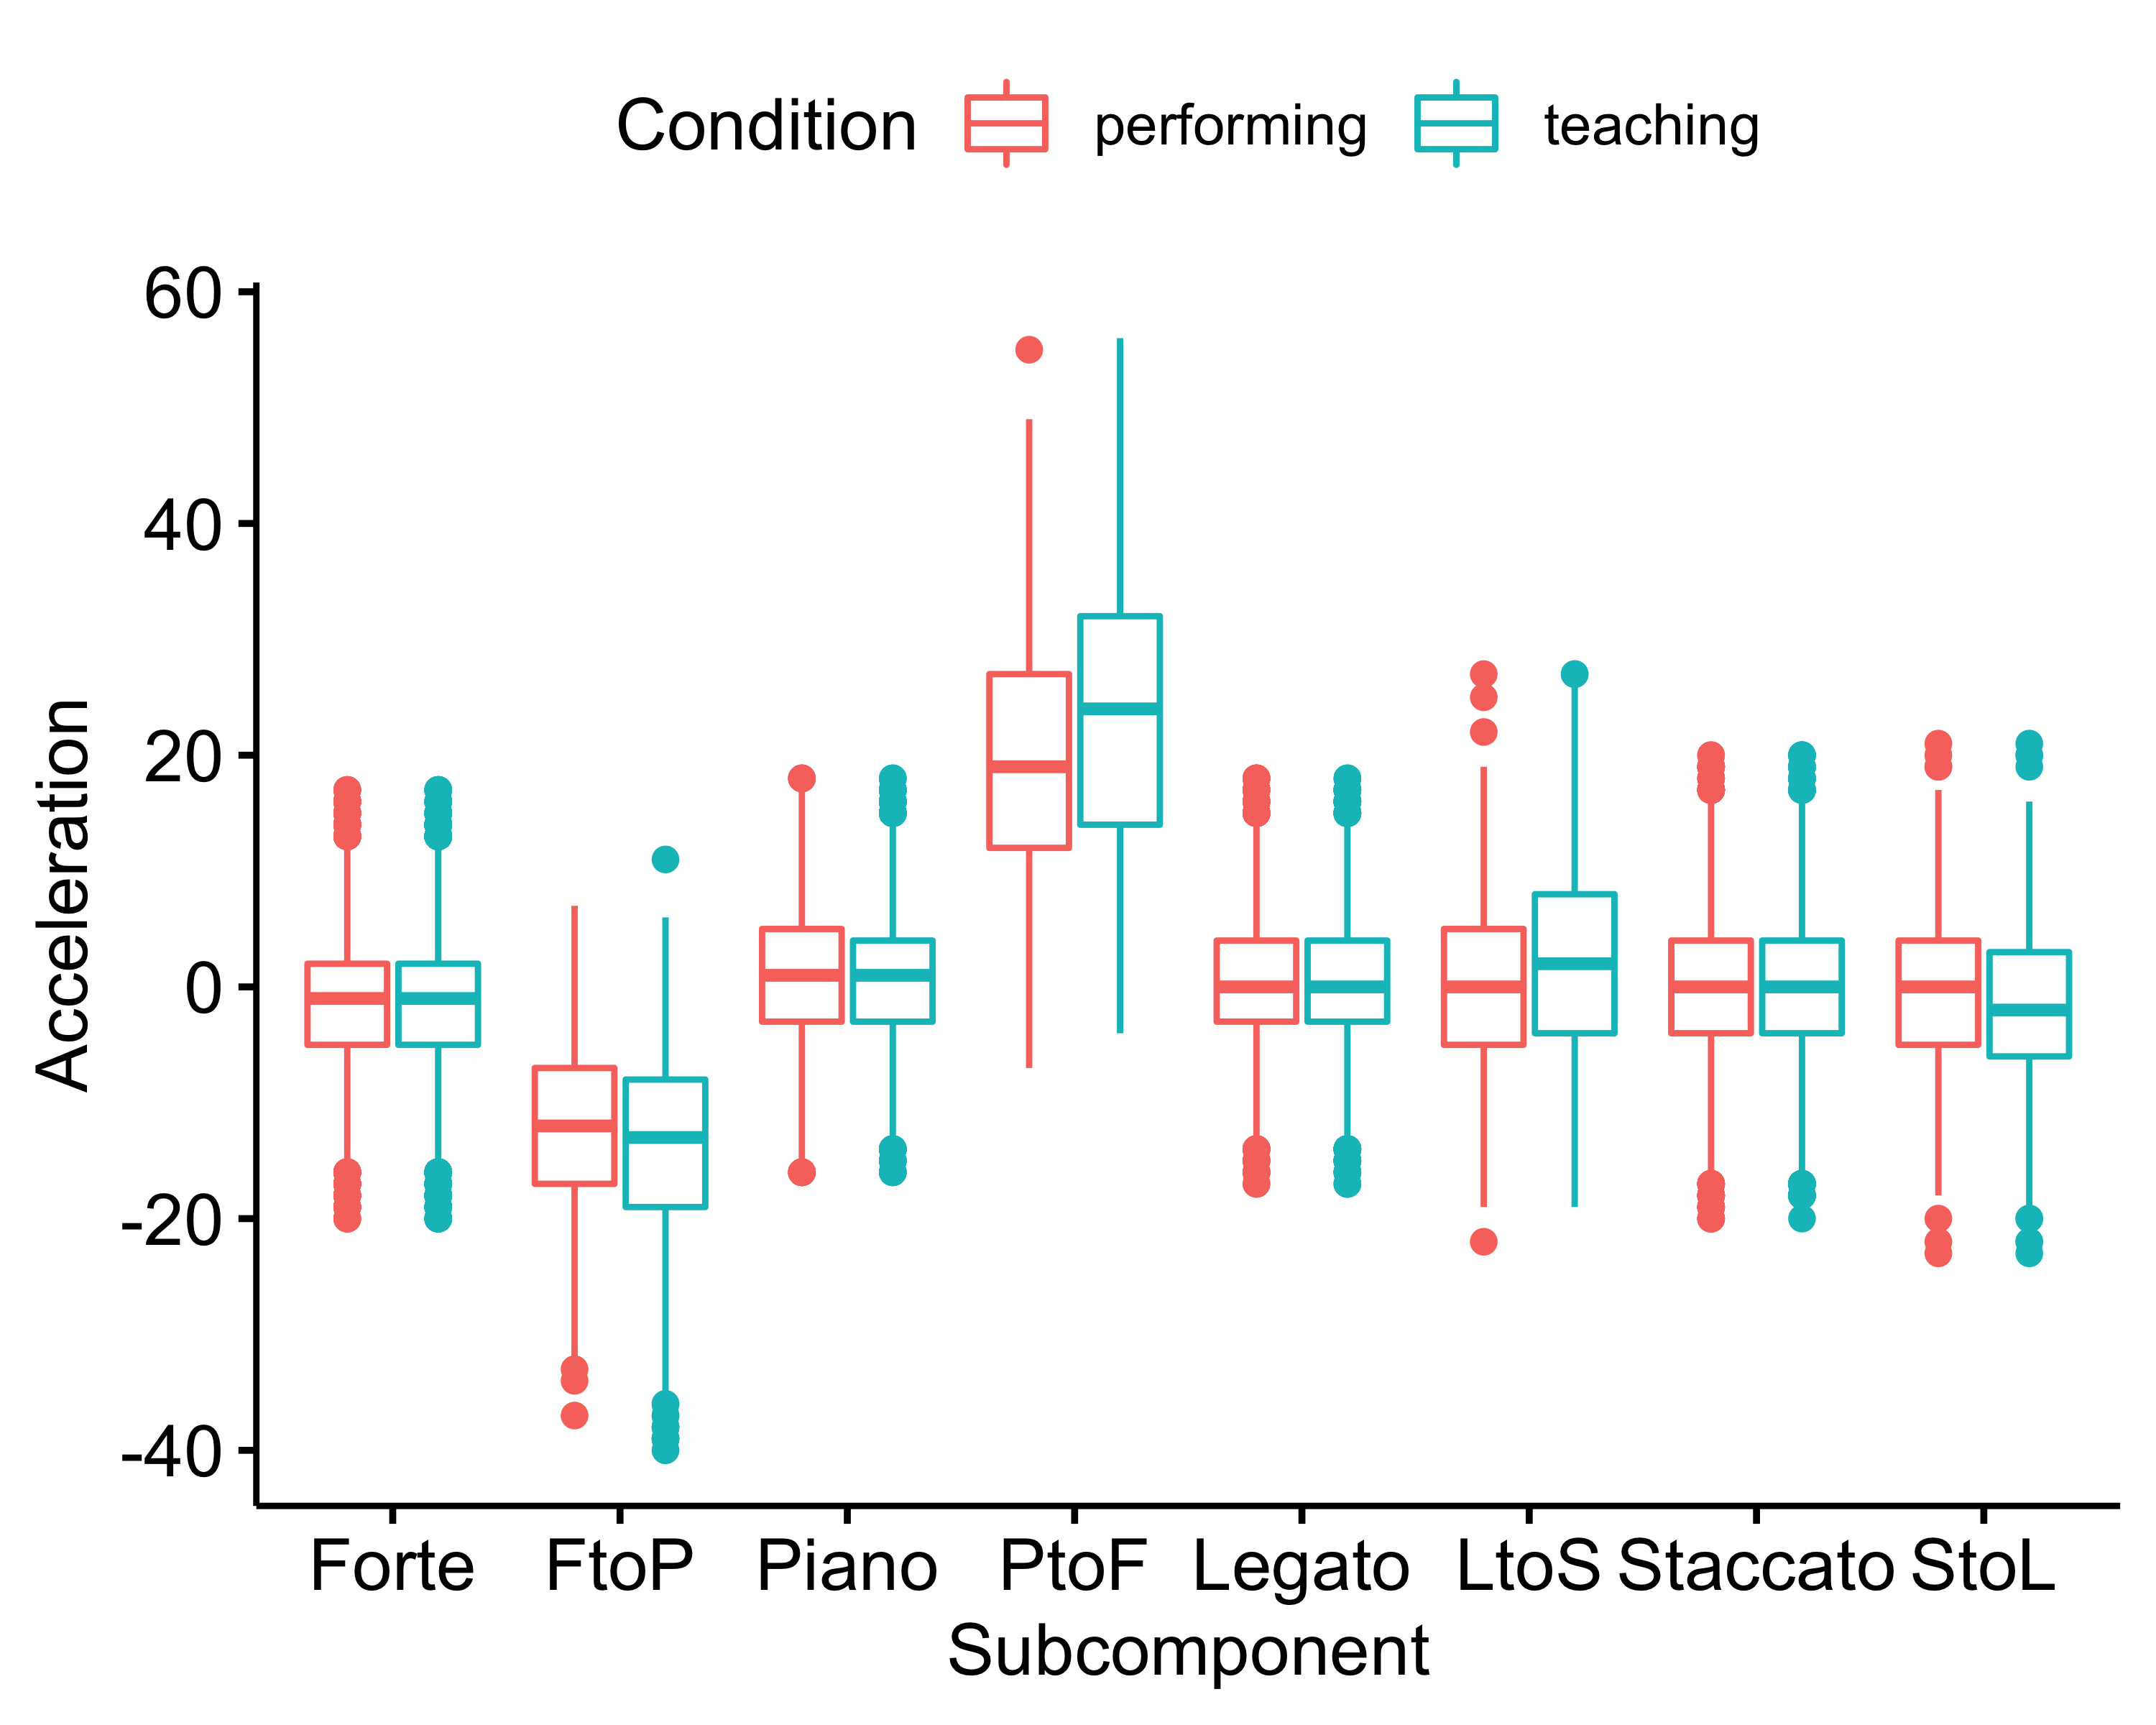 Condition performing teaching
60
40
20
0
-20
-40
Acceleration
Forte FtoP Piano PtoF Legato LtoS Staccato StoL
Subcomponent